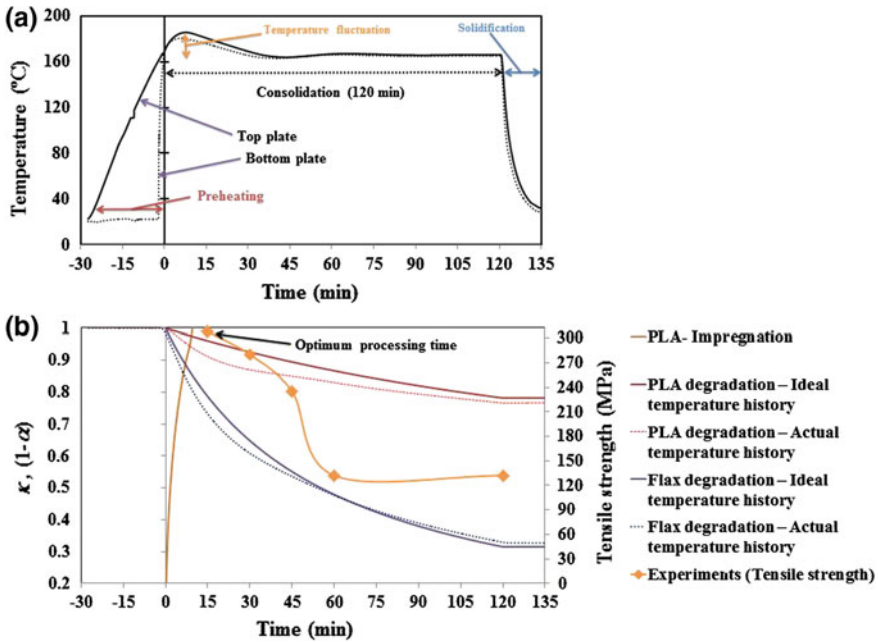 (a)
200
160
120
80
40
0
Temperature (°C)
Temperature fluctuation
Solidification
Consolidation (120 min)
Top plate
Bottom plate
Preheating
-30 -15 0 15 30 45 60 75 90 105 120 135
Time (min)
(b)
1
0.9
0.8
0.7
0.6
0.5
0.4
0.3
0.2
κ, (1-α)
Optimum processing time
300
270
240
210
180
150
120
90
60
30
0
Tensile strength (MPa)
-30 -15 0 15 30 45 60 75 90 105 120 135
Time (min)
PLA- Impregnation
PLA degradation – Ideal
temperature history
PLA degradation – Actual
temperature history
Flax degradation – Ideal
temperature history
Flax degradation – Actual
temperature history
Experiments (Tensile strength)